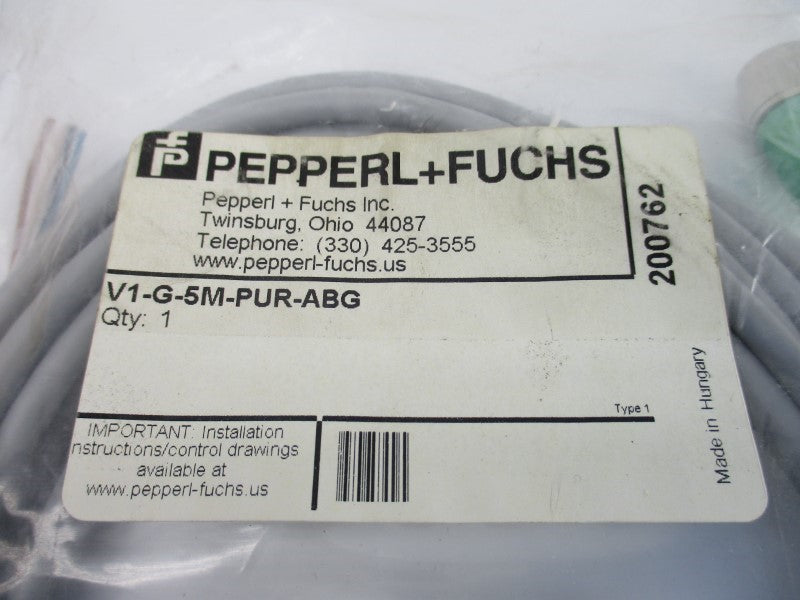 PEPPERL+FUCHS
Pepperl + Fuchs Inc.
Twinsburg, Ohio 44087
Telephone: (330) 425-3555
www.pepperl-fuchs.us
200762
V1-G-5M-PUR-ABG
Qty: 1
Type 1
Made in Hungary
IMPORTANT: Installation
nstructions/control drawings
available at
www.pepperl-fuchs.us